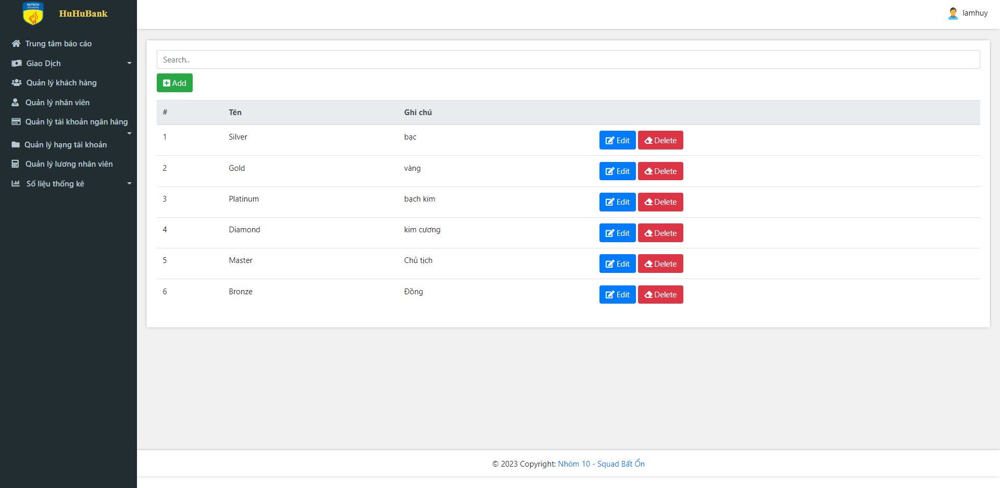 HUTECH
University
HuHuBank
lamhuy
Trung tâm báo cáo
Giao Dịch
Quản lý khách hàng
Quản lý nhân viên
Quản lý tài khoản ngân hàng
Quản lý hạng tài khoản
Quản lý lương nhân viên
Số liệu thống kê
Search..
Add
# Tên Ghi chú
1 Silver bạc Edit Delete
2 Gold vàng Edit Delete
3 Platinum bạch kim Edit Delete
4 Diamond kim cương Edit Delete
5 Master Chủ tịch Edit Delete
6 Bronze Đồng Edit Delete
© 2023 Copyright: Nhóm 10 - Squad Bất Ổn